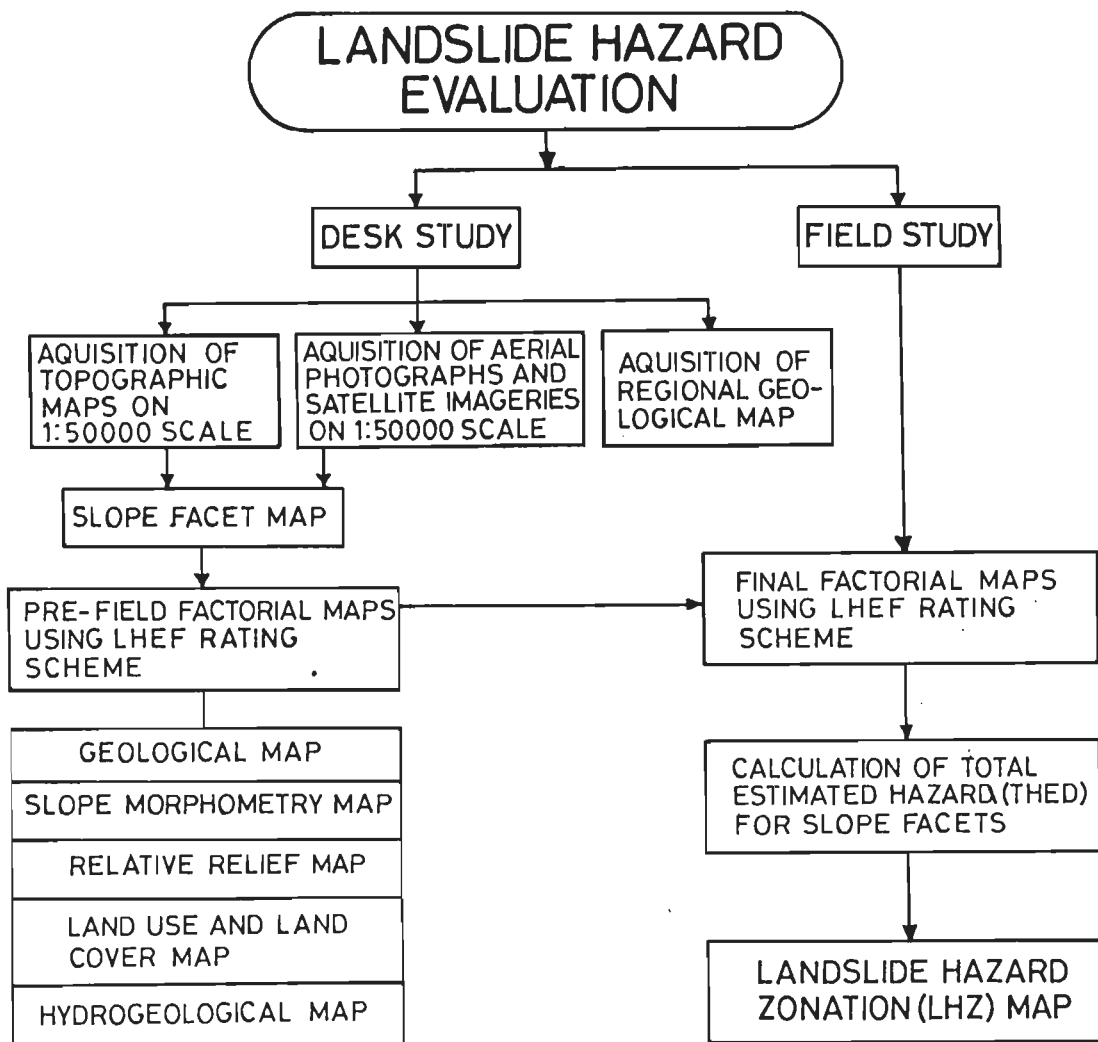 LANDSLIDE HAZARD
EVALUATION
DESK STUDY
FIELD STUDY
AQUISITION OF
TOPOGRAPHIC
MAPS ON
1:50000 SCALE
AQUISITION OF AERIAL
PHOTOGRAPHS AND
SATELLITE IMAGERIES
ON 1:50000 SCALE
AQUISITION OF
REGIONAL GEO-
LOGICAL MAP
SLOPE FACET MAP
PRE-FIELD FACTORIAL MAPS
USING LHEF RATING
SCHEME
FINAL FACTORIAL MAPS
USING LHEF RATING
SCHEME
GEOLOGICAL MAP
SLOPE MORPHOMETRY MAP
RELATIVE RELIEF MAP
LAND USE AND LAND
COVER MAP
HYDROGEOLOGICAL MAP
CALCULATION OF TOTAL
ESTIMATED HAZARD (THED)
FOR SLOPE FACETS
LANDSLIDE HAZARD
ZONATION (LHZ) MAP